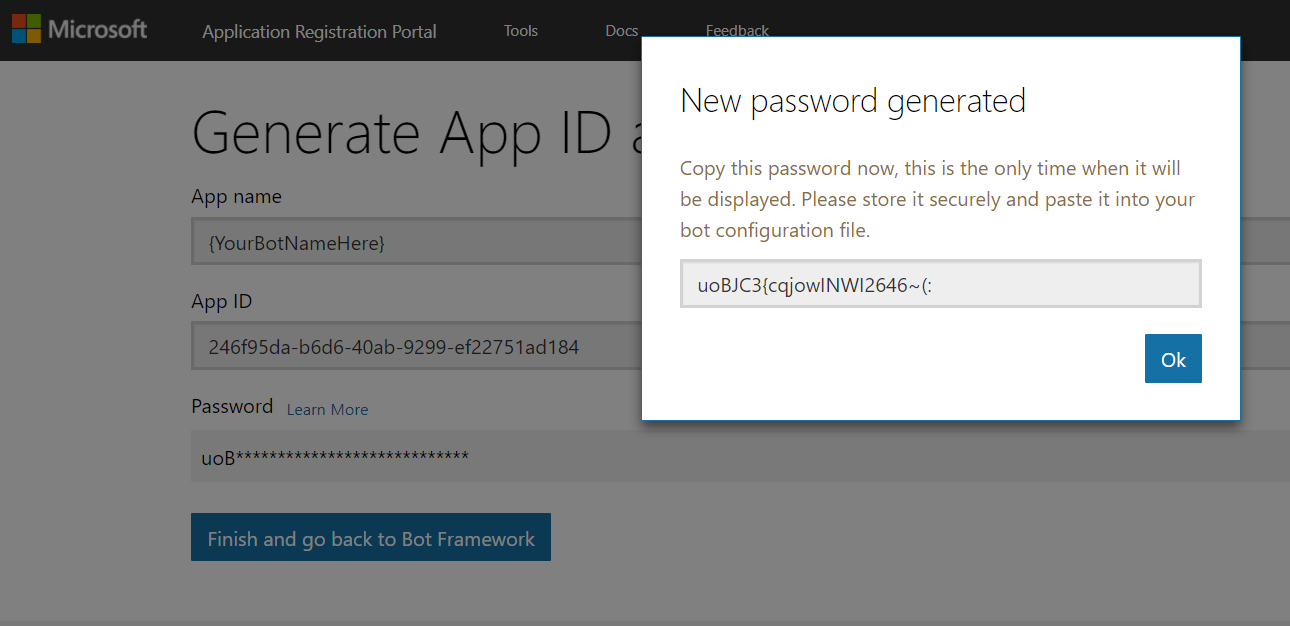 Microsoft
Application Registration Portal
Tools
Docs
Feedback
Generate App ID a
App name
{YourBotNameHere}
App ID
246f95da-b6d6-40ab-9299-ef22751ad184
Password Learn More
uoB****************************
Finish and go back to Bot Framework
New password generated
Copy this password now, this is the only time when it will
be displayed. Please store it securely and paste it into your
bot configuration file.
uoBJC3{cqjowINWI2646~(:
Ok